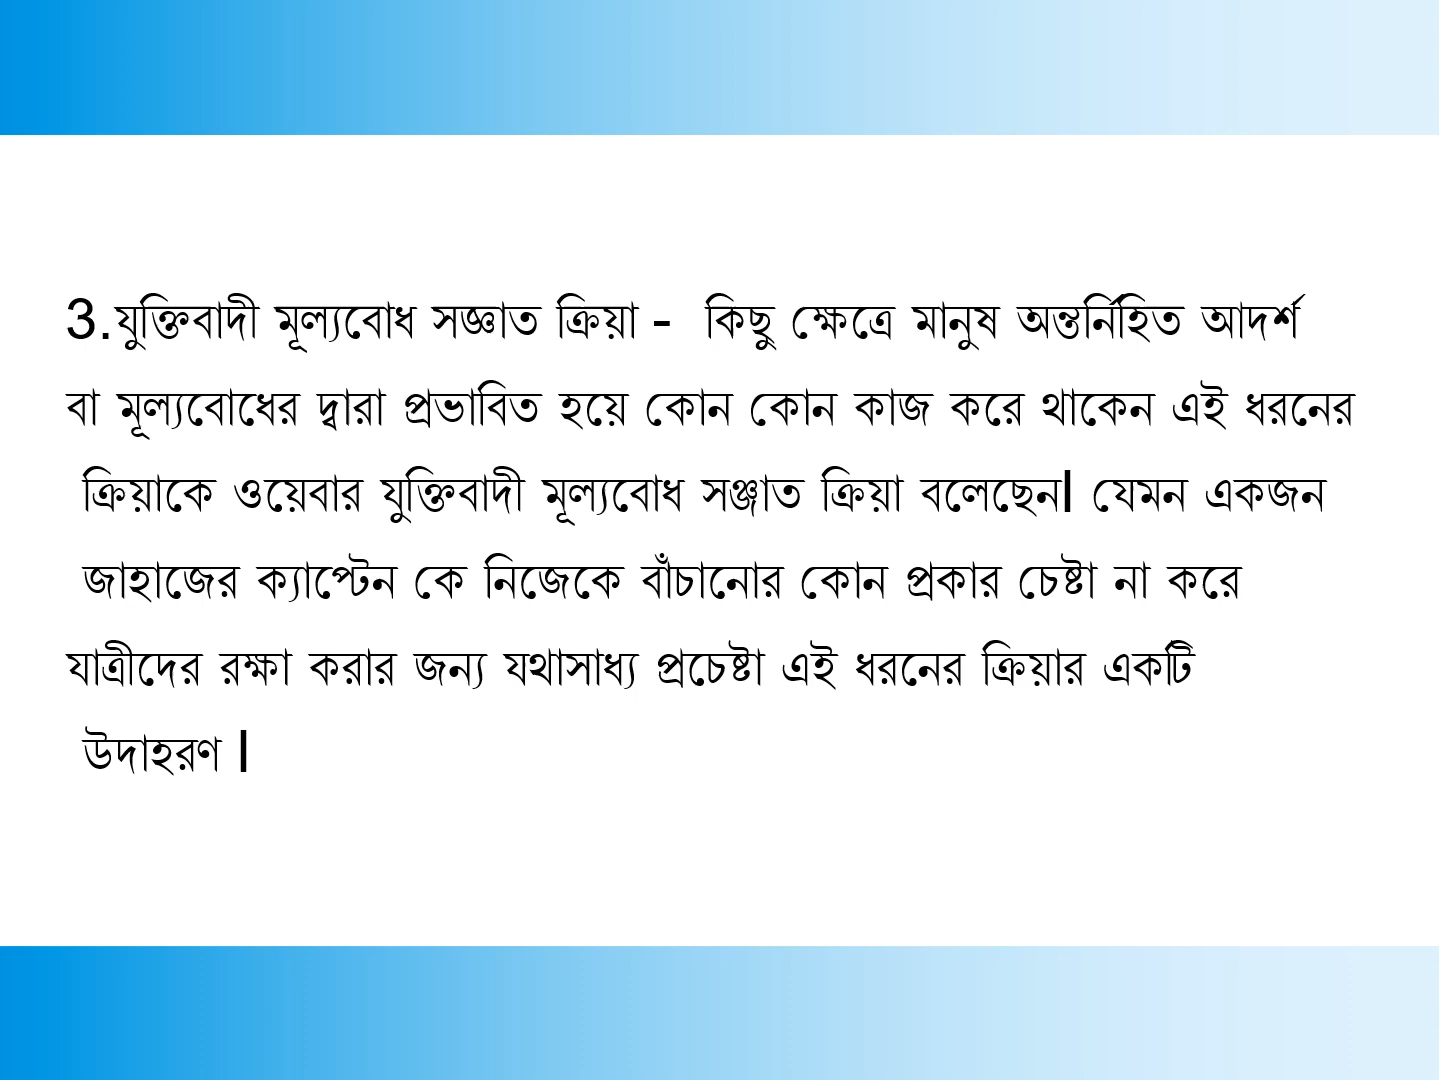 3.যুক্তিবাদী মূল্যবোধ সজ্ঞাত ক্রিয়া - কিছু ক্ষেত্রে মানুষ অন্তর্নিহিত আদর্শ
বা মূল্যবোধের দ্বারা প্রভাবিত হয়ে কোন কোন কাজ করে থাকেন এই ধরনের
ক্রিয়াকে ওয়েবার যুক্তিবাদী মূল্যবোধ সঞ্জাত ক্রিয়া বলেছেন| যেমন একজন
জাহাজের ক্যাপ্টেন কে নিজেকে বাঁচানোর কোন প্রকার চেষ্টা না করে
যাত্রীদের রক্ষা করার জন্য যথাসাধ্য প্রচেষ্টা এই ধরনের ক্রিয়ার একটি
উদাহরণ |